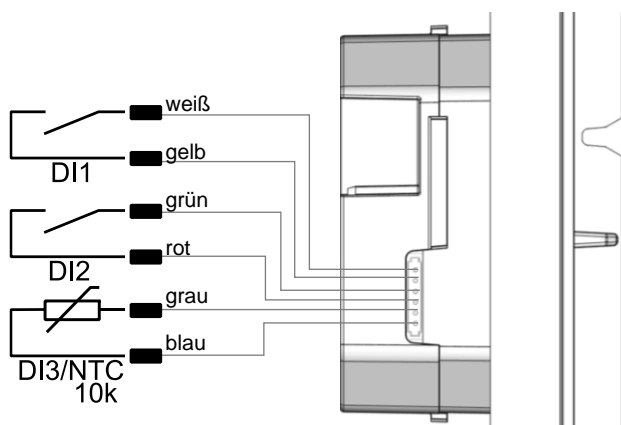 weiß
gelb
DI1
grün
rot
DI2
grau
blau
DI3/NTC
10k